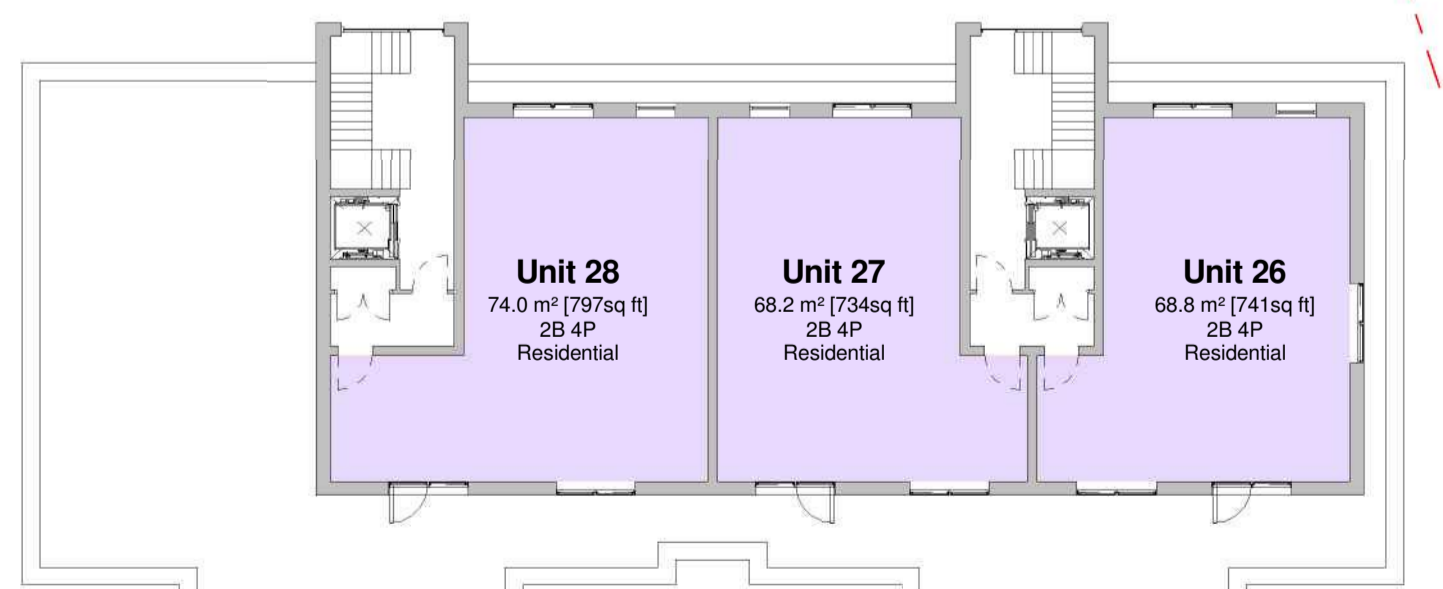 Unit 28
74.0 m² [797sq ft]
2B 4P
Residential
Unit 27
68.2 m² [734sq ft]
2B 4P
Residential
Unit 26
68.8 m² [741sq ft]
2B 4P
Residential